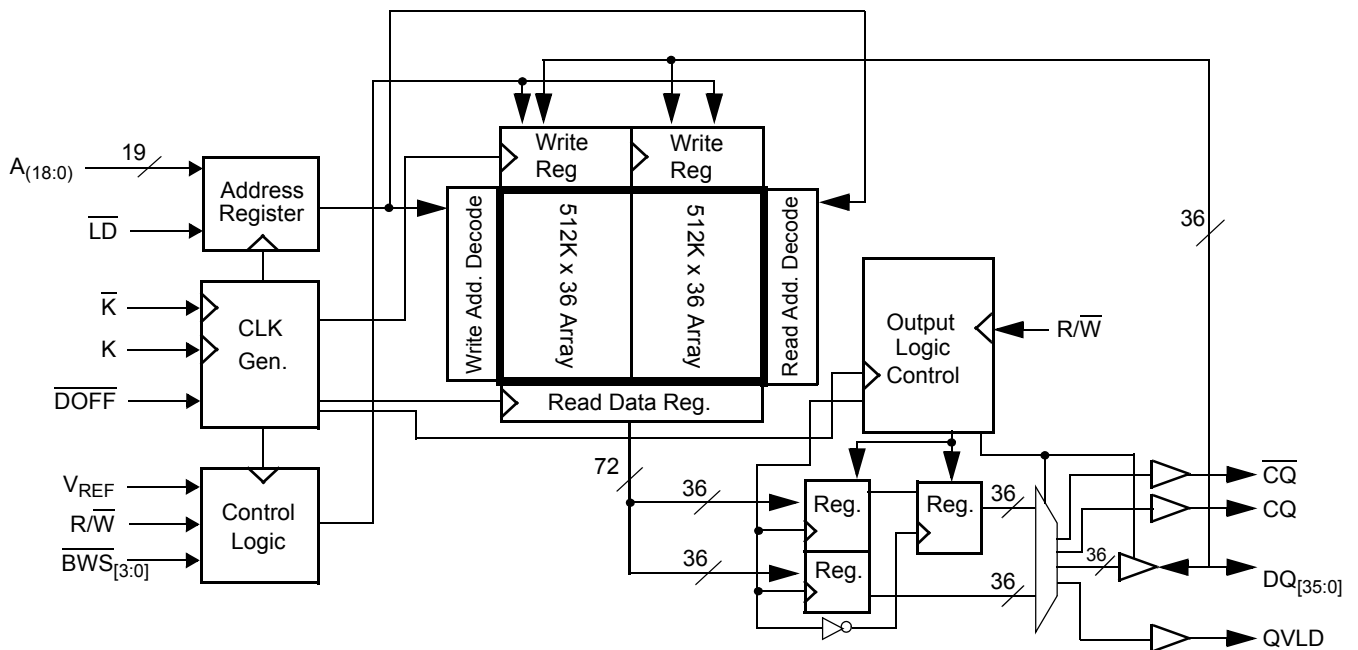 A(18:0)
19
LD
Address
Register
K
K
DOFF
CLK
Gen.
VREF
R/W
BWS[3:0]
Control
Logic
Write
Reg
Write
Reg
Write Add. Decode
512K x 36 Array
512K x 36 Array
Read Add. Decode
Read Data Reg.
36
Output
Logic
Control
R/W
72
36
36
Reg.
Reg.
Reg.
36
36
36
CQ
CQ
DQ[35:0]
QVLD